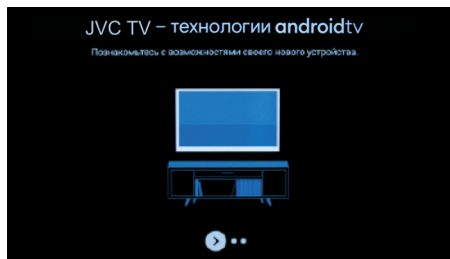 JVC TV – технологии androidtv
Познакомьтесь с возможностями своего нового устройства.